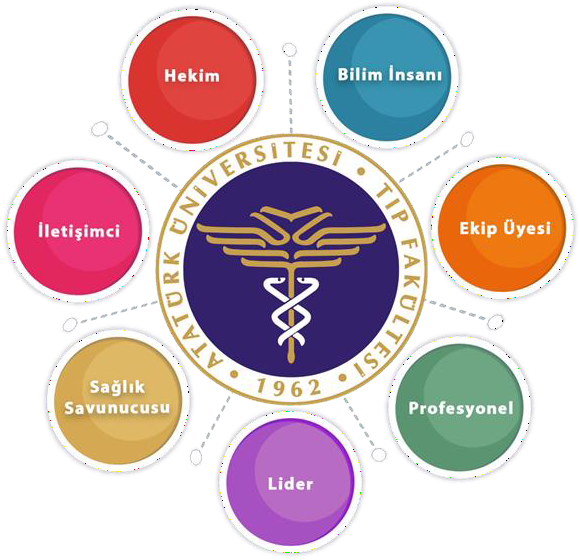 Hekim
Bilim İnsanı
İletişimci
Ekip Üyesi
Sağlık
Savunucusu
Profesyonel
Lider
ATATÜRK ÜNİVERSİTESİ • TIP FAKÜLTESİ •
1962 •